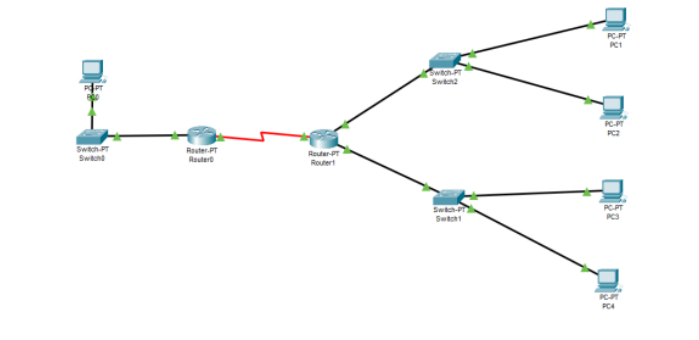 PC-PT
PC1
Switch-PT
Switch2
PC-PT
PC0
PC-PT
PC2
Switch-PT
Switch0
Router-PT
Router0
Router-PT
Router1
PC-PT
PC3
Switch-PT
Switch1
PC-PT
PC4